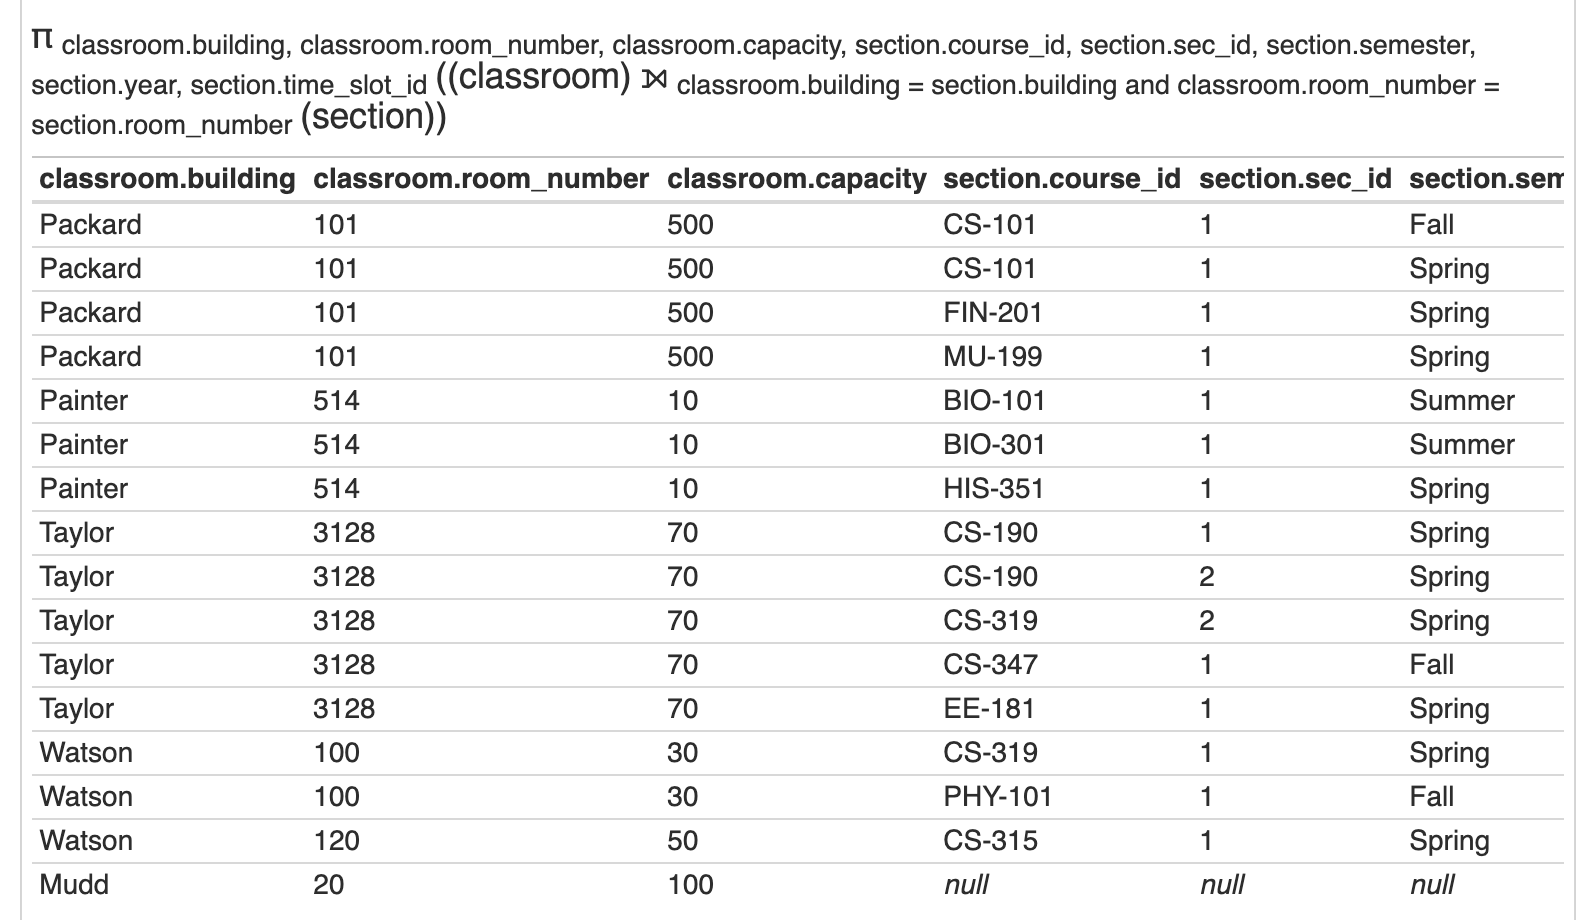 π classroom.building, classroom.room_number, classroom.capacity, section.course_id, section.sec_id, section.semester,
section.year, section.time_slot_id ((classroom) ⟕ classroom.building = section.building and classroom.room_number =
section.room_number (section))
classroom.building classroom.room_number classroom.capacity section.course_id section.sec_id section.sem
Packard 101 500 CS-101 1 Fall
Packard 101 500 CS-101 1 Spring
Packard 101 500 FIN-201 1 Spring
Packard 101 500 MU-199 1 Spring
Painter 514 10 BIO-101 1 Summer
Painter 514 10 BIO-301 1 Summer
Painter 514 10 HIS-351 1 Spring
Taylor 3128 70 CS-190 1 Spring
Taylor 3128 70 CS-190 2 Spring
Taylor 3128 70 CS-319 2 Spring
Taylor 3128 70 CS-347 1 Fall
Taylor 3128 70 EE-181 1 Spring
Watson 100 30 CS-319 1 Spring
Watson 100 30 PHY-101 1 Fall
Watson 120 50 CS-315 1 Spring
Mudd 20 100 null null null